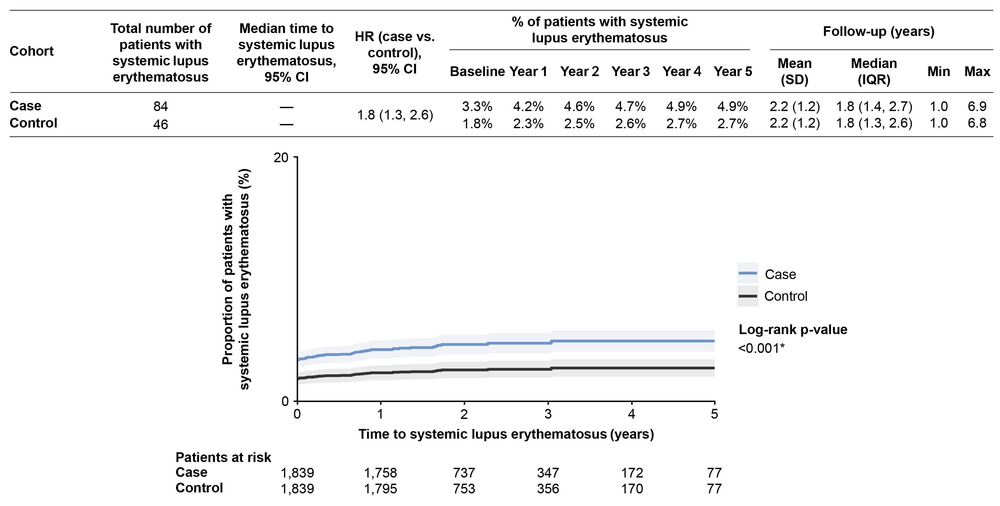 Cohort
Total number of
patients with
systemic lupus
erythematosus
Median time to
systemic lupus
erythematosus,
95% CI
HR (case vs.
control),
95% CI
% of patients with systemic
lupus erythematosus
Baseline Year 1 Year 2 Year 3 Year 4 Year 5
Follow-up (years)
Mean
(SD)
Median
(IQR)
Min Max
Case 84 — 3.3% 4.2% 4.6% 4.7% 4.9% 4.9% 2.2 (1.2) 1.8 (1.4, 2.7) 1.0 6.9
1.8 (1.3, 2.6)
Control 46 — 1.8% 2.3% 2.5% 2.6% 2.7% 2.7% 2.2 (1.2) 1.8 (1.3, 2.6) 1.0 6.8
Proportion of patients with
systemic lupus erythematosus (%)
20
0
0 1 2 3 4 5
Time to systemic lupus erythematosus (years)
Case
Control
Log-rank p-value
<0.001*
Patients at risk
Case 1,839 1,758 737 347 172 77
Control 1,839 1,795 753 356 170 77